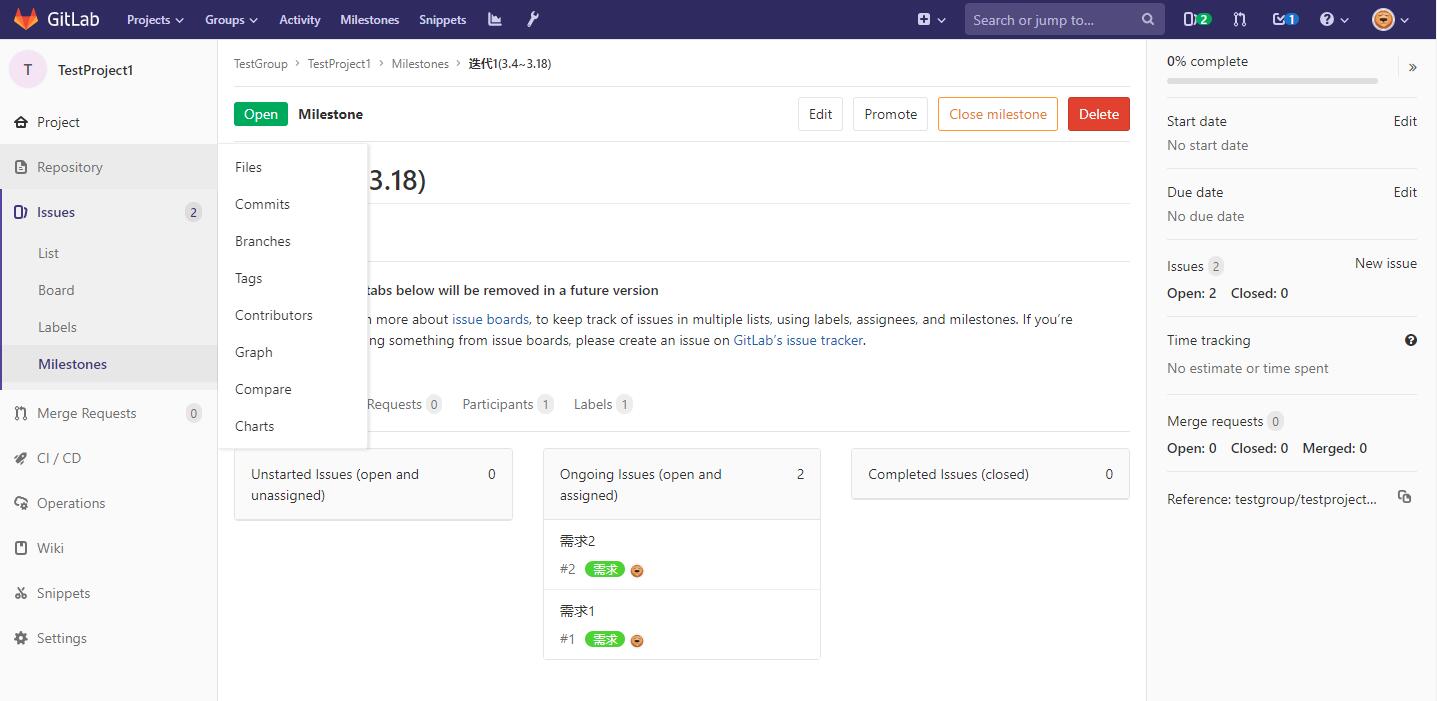 GitLab Projects Groups Activity Milestones Snippets Search or jump to... 2 1
T TestProject1
Project
Repository
Issues 2
List
Board
Labels
Milestones
Merge Requests 0
CI / CD
Operations
Wiki
Snippets
Settings
Files
Commits
Branches
Tags
Contributors
Graph
Compare
Charts
TestGroup › TestProject1 › Milestones › 迭代1(3.4~3.18)
Open Milestone Edit Promote Close milestone Delete
3.18)
tabs below will be removed in a future version
more about issue boards, to keep track of issues in multiple lists, using labels, assignees, and milestones. If you're
ng something from issue boards, please create an issue on GitLab's issue tracker.
Requests 0 Participants 1 Labels 1
Unstarted Issues (open and 0
unassigned)
Ongoing Issues (open and 2
assigned)
需求2
#2 需求
需求1
#1 需求
Completed Issues (closed) 0
0% complete »
Start date Edit
No start date
Due date Edit
No due date
Issues 2 New issue
Open: 2 Closed: 0
Time tracking ?
No estimate or time spent
Merge requests 0
Open: 0 Closed: 0 Merged: 0
Reference: testgroup/testproject...